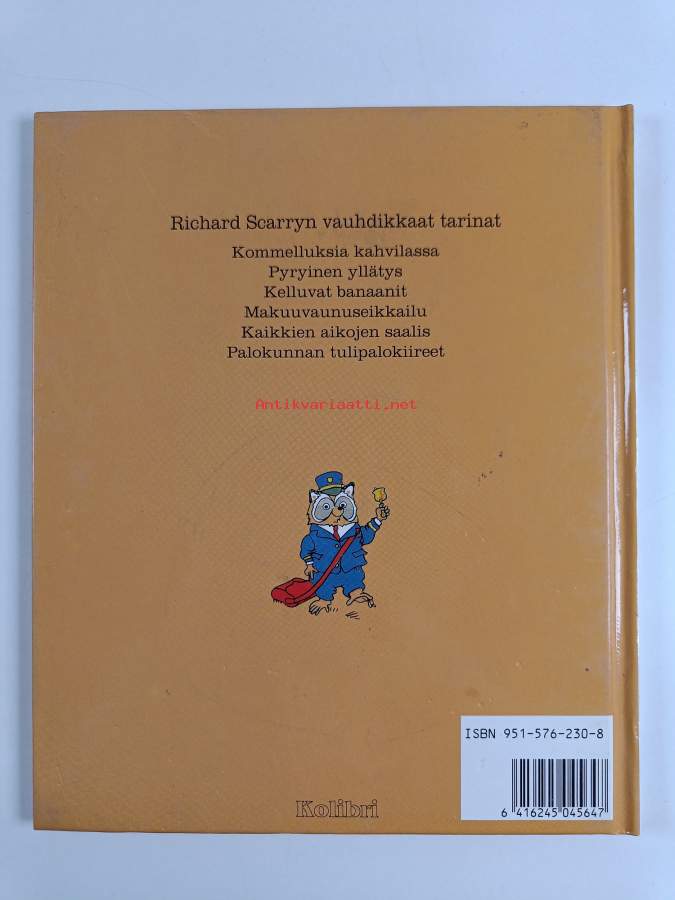 Richard Scarryn vauhdikkaat tarinat
Kommelluksia kahvilassa
Pyryinen yllätys
Kelluvat banaanit
Makuuvaunuseikkailu
Kaikkien aikojen saalis
Palokunnan tulipalokiireet
Antikvariaatti.net
ISBN 951-576-230-8
6 416245 045647
Kolibri